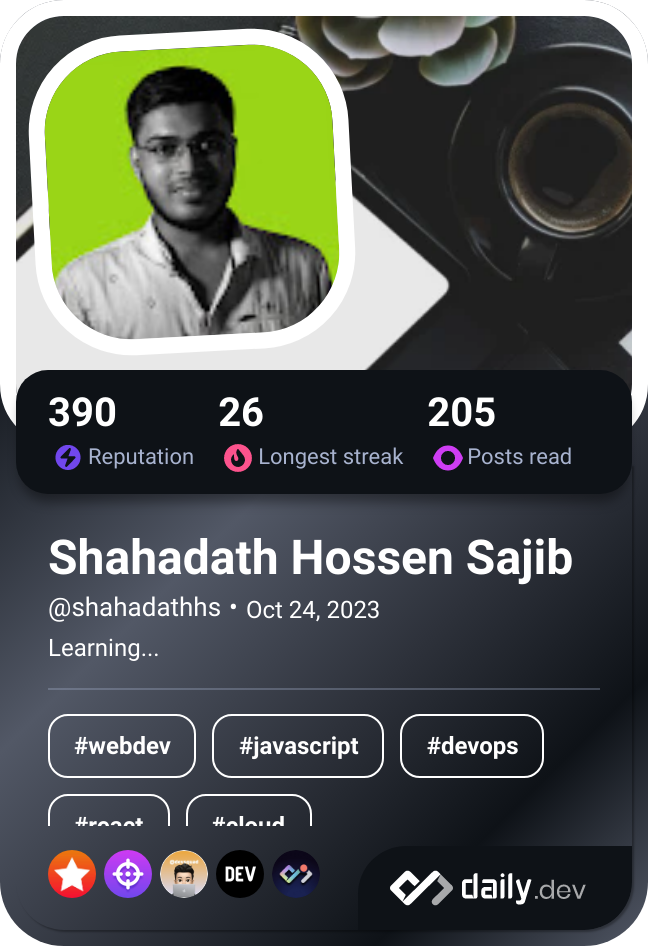 390 26 205
Reputation Longest streak Posts read
Shahadath Hossen Sajib
@shahadathhs • Oct 24, 2023
Learning...
#webdev #javascript #devops
#react #cloud
DEV
daily.dev